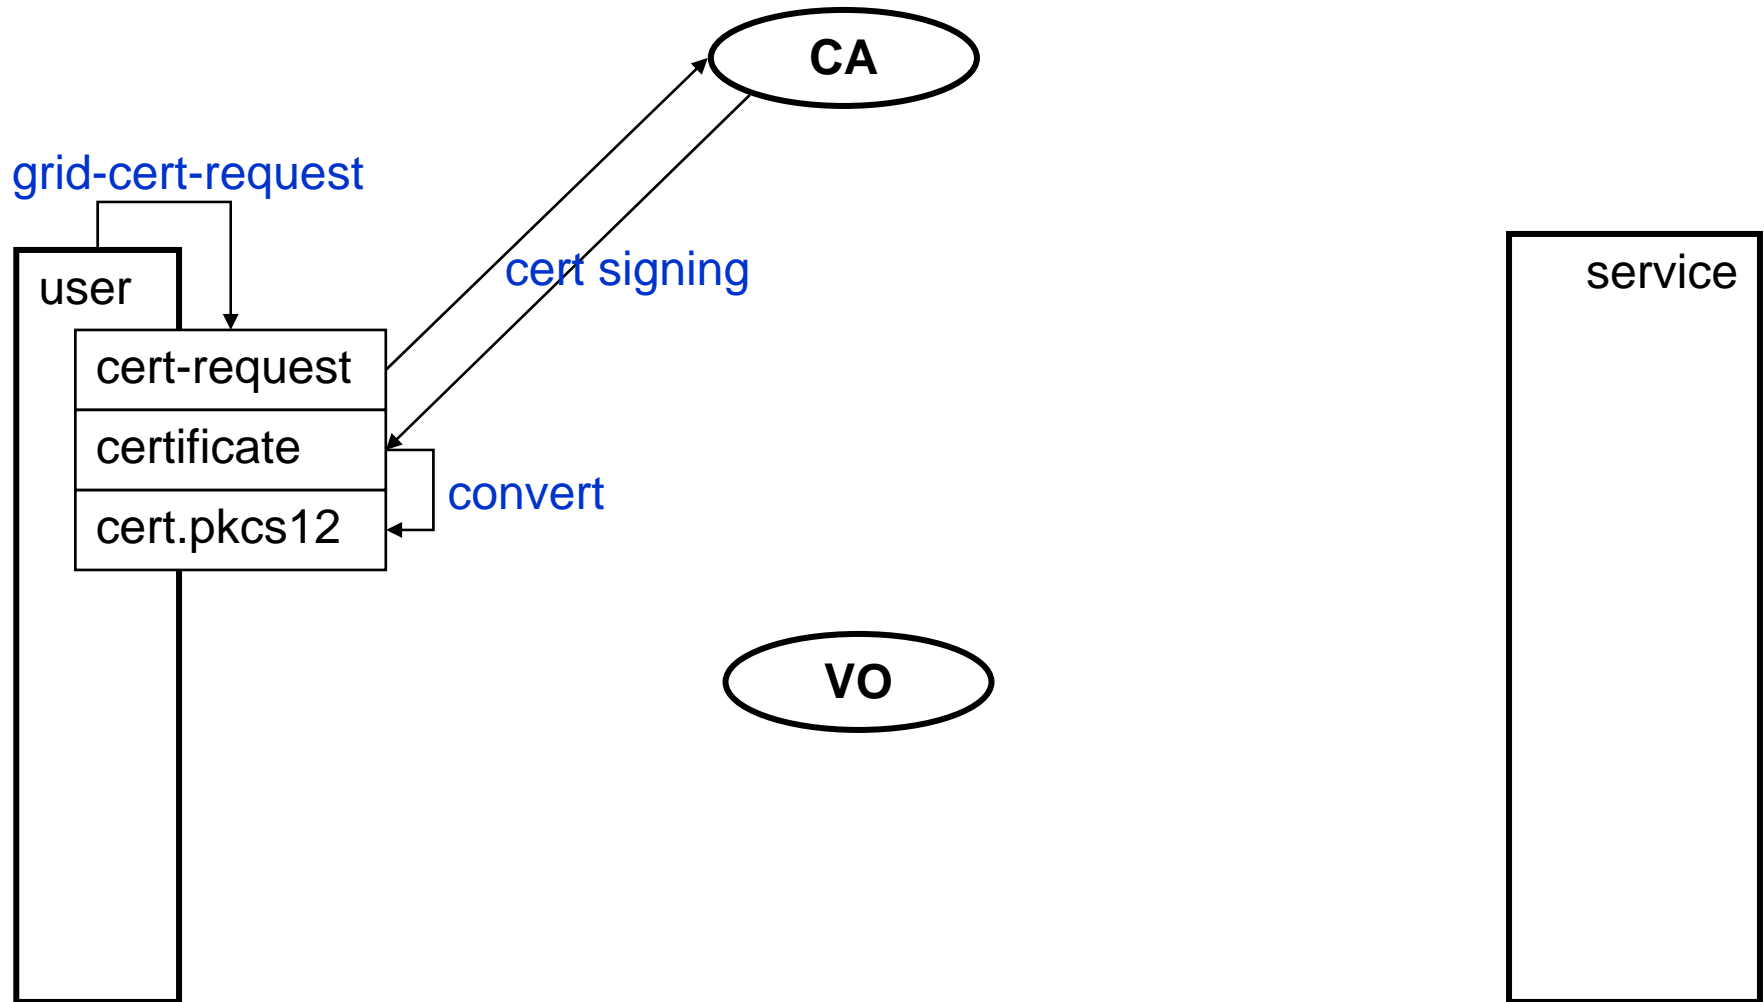 CA
grid-cert-request
cert signing
user
service
cert-request
certificate
convert
cert.pkcs12
VO